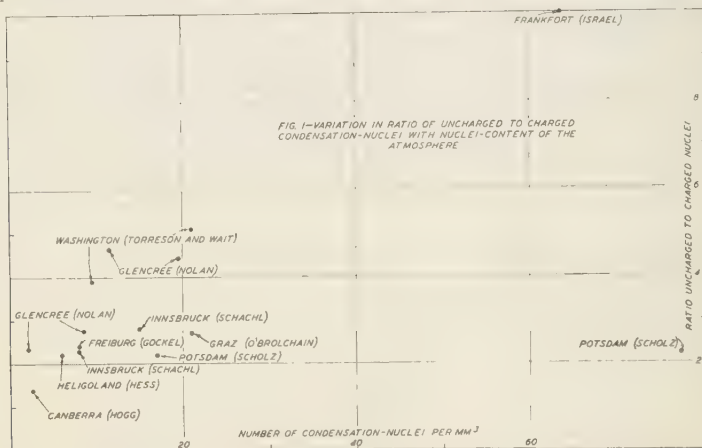 FRANKFORT (ISRAEL)
8
FIG. 1—VARIATION IN RATIO OF UNCHARGED TO CHARGED
CONDENSATION-NUCLEI WITH NUCLEI-CONTENT OF THE
ATMOSPHERE
6
RATIO UNCHARGED TO CHARGED NUCLEI
WASHINGTON (TORRESON AND WAIT)
GLENCREE (NOLAN)
4
GLENCREE (NOLAN)
INNSBRUCK (SCHACHL)
FREIBURG (GOCKEL)
GRAZ (O'BROLCHAIN)
POTSDAM (SCHOLZ)
POTSDAM (SCHOLZ)
INNSBRUCK (SCHACHL)
2
HELIGOLAND (HESS)
CANBERRA (HOGG)
NUMBER OF CONDENSATION-NUCLEI PER MM-3
20
40
60